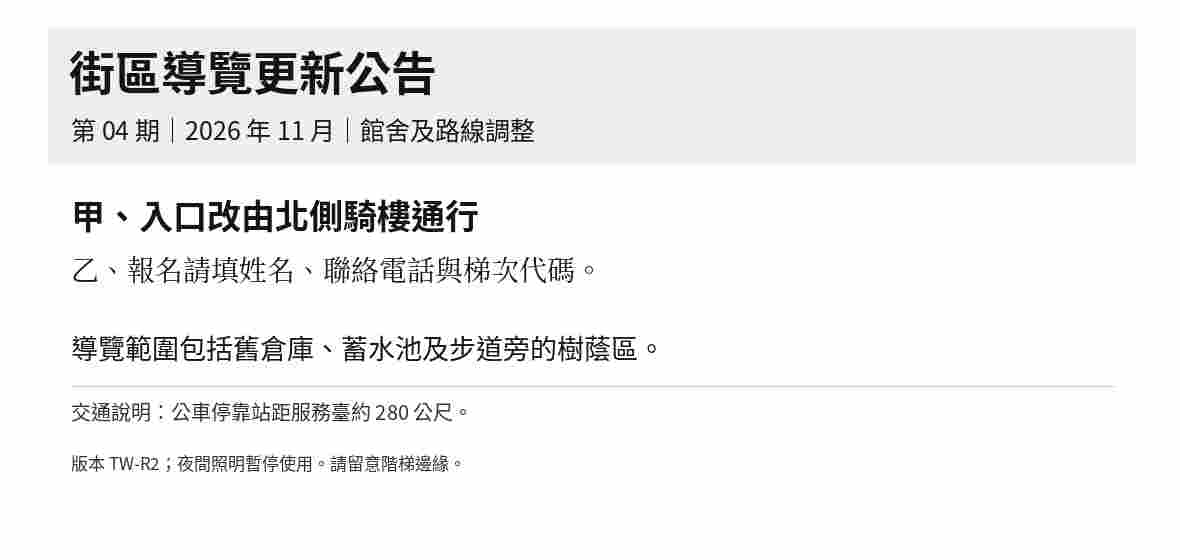 街區導覽更新公告
第 04 期｜2026 年 11 月｜館舍及路線調整
甲、入口改由北側騎樓通行
乙、報名請填姓名、聯絡電話與梯次代碼。
導覽範圍包括舊倉庫、蓄水池及步道旁的樹蔭區。
交通說明：公車停靠站距服務臺約 280 公尺。
版本 TW-R2；夜間照明暫停使用。請留意階梯邊緣。